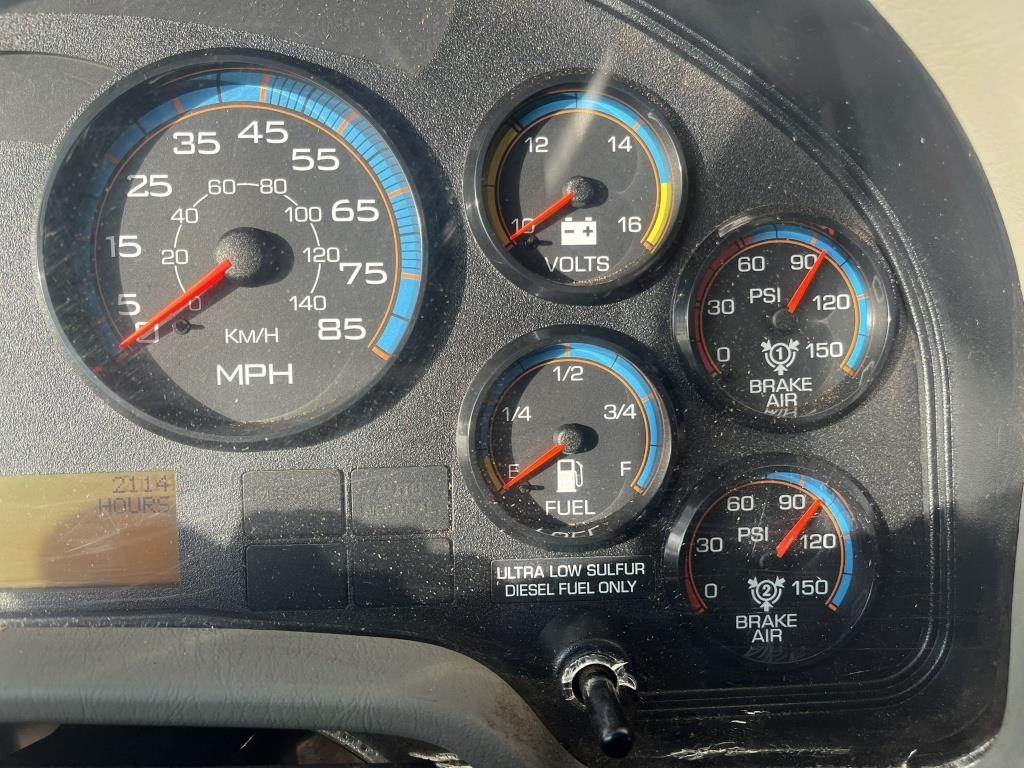 5
15
25
35
45
55
65
75
85
0
20
40
60
80
100
120
140
Km/H
MPH
10
12
14
16
VOLTS
E
1/4
1/2
3/4
F
FUEL
0
30
60
90
120
150
PSI
1
BRAKE
AIR
2114
HOURS
ULTRA LOW SULFUR
DIESEL FUEL ONLY
0
30
60
90
120
150
PSI
2
BRAKE
AIR